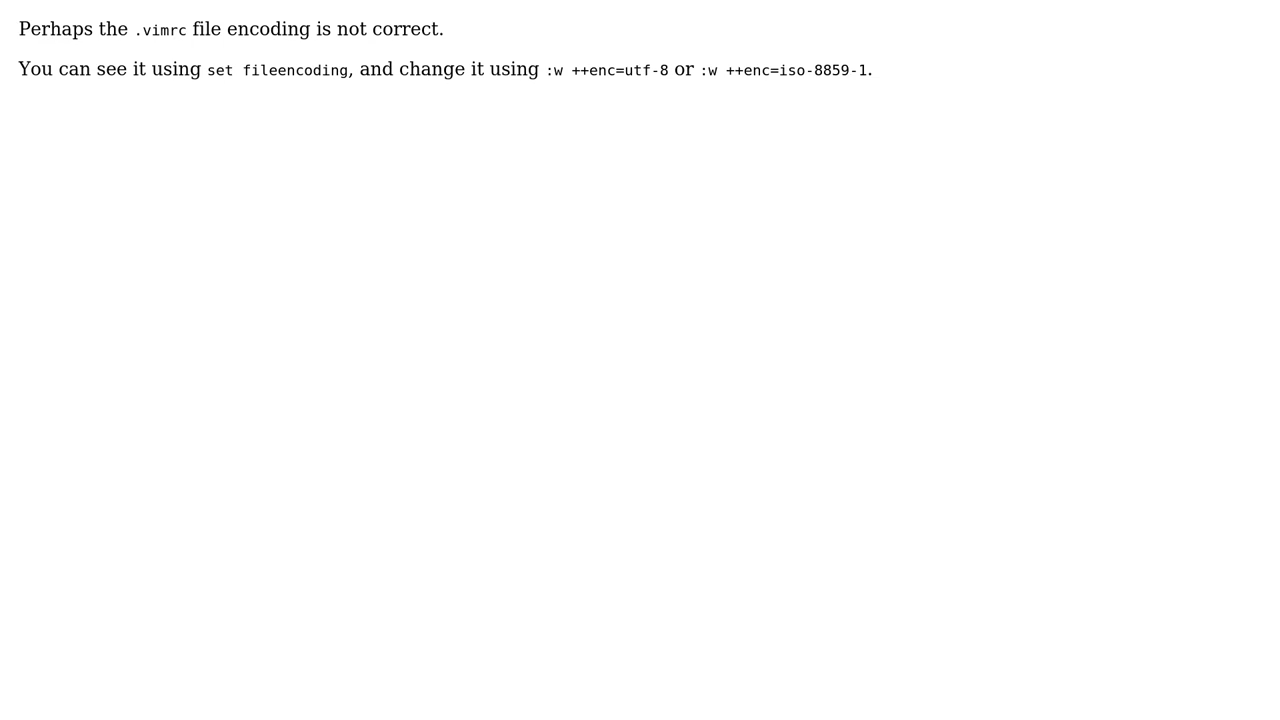 Perhaps the .vimrc file encoding is not correct.
You can see it using set fileencoding, and change it using :w ++enc=utf-8 or :w ++enc=iso-8859-1.